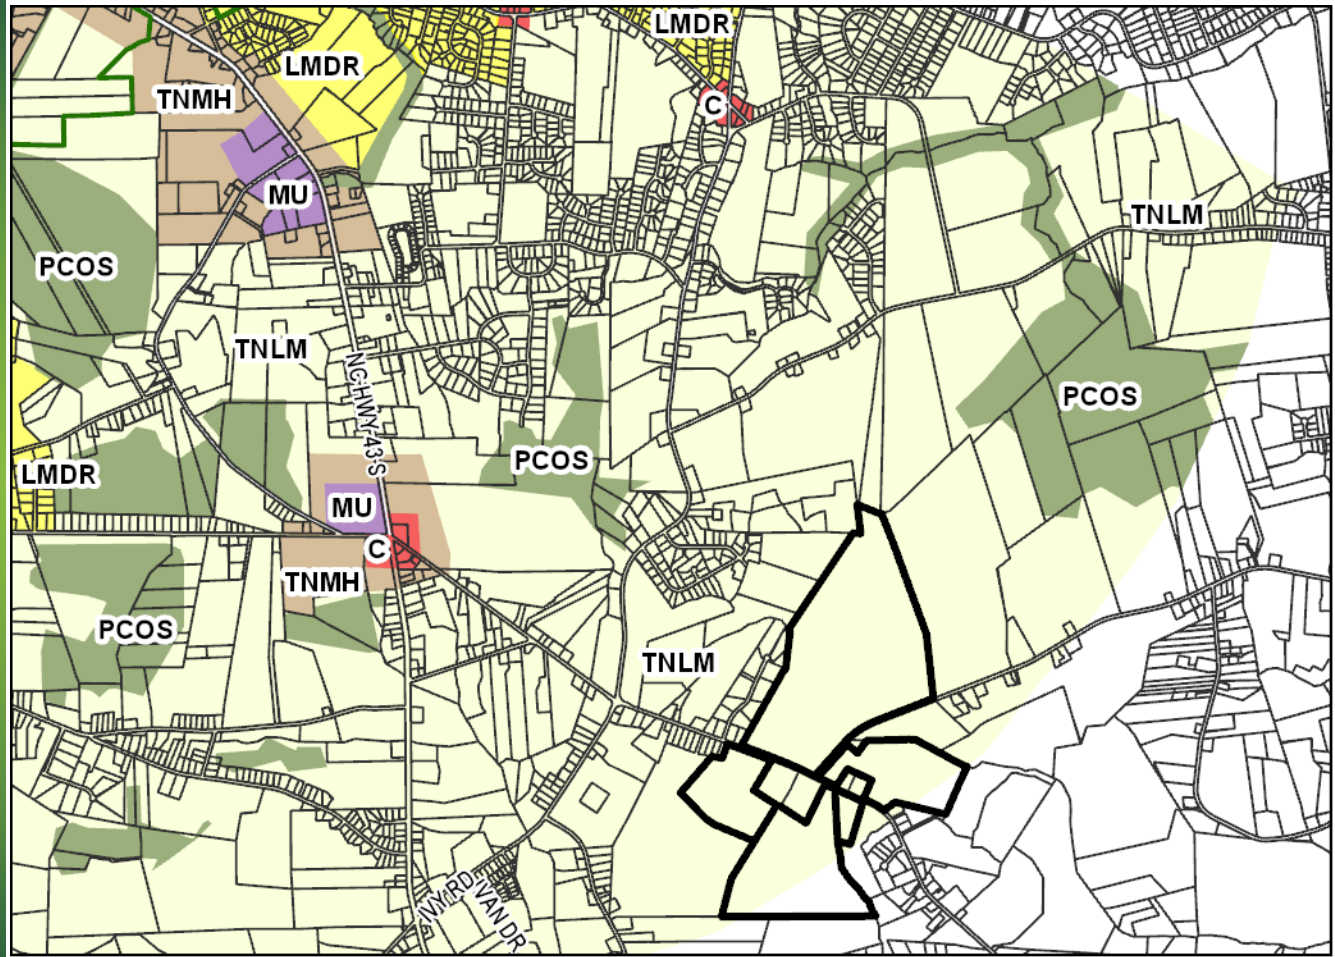 LMDR
LMDR
TNMH
C
MU
TNLM
PCOS
TNLM
NC HWY 43 S
PCOS
PCOS
LMDR
MU
C
TNMH
PCOS
TNLM
IVY RD
IVAN DR